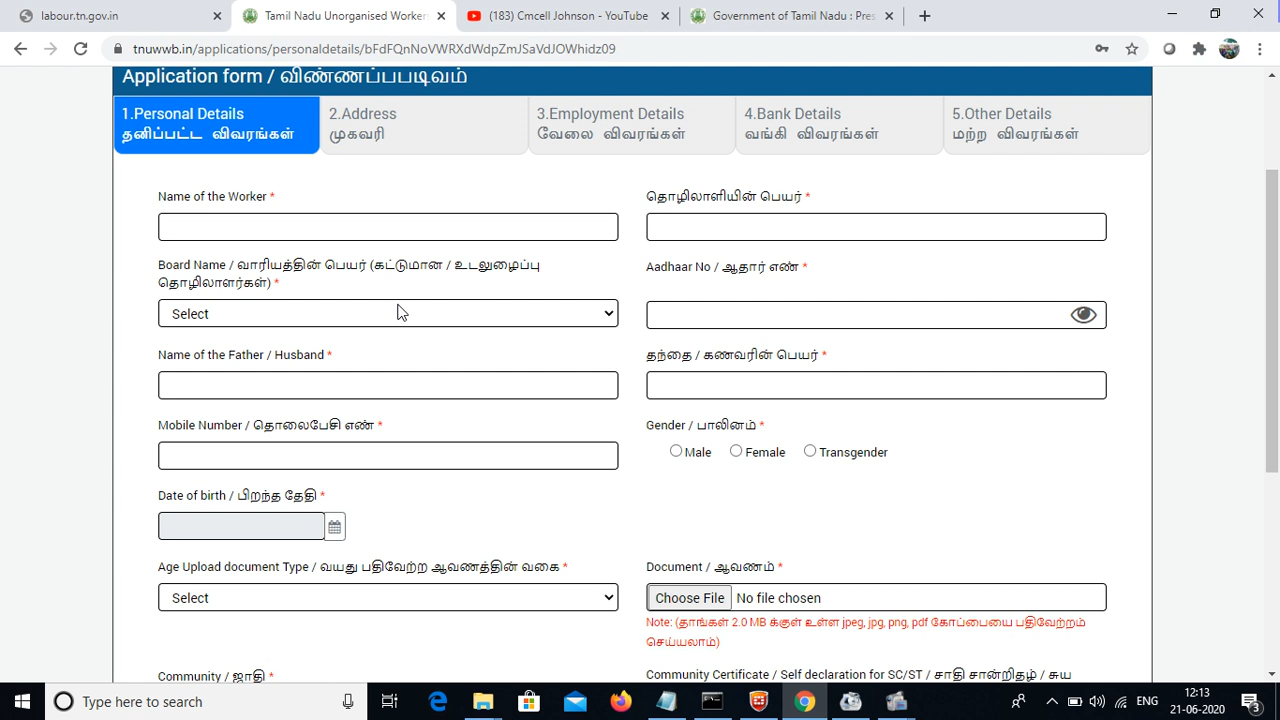 labour.tn.gov.in
Tamil Nadu Unorganised Worker
(183) Cmcell Johnson - YouTube
Government of Tamil Nadu : Pres
tnuwwb.in/applications/personaldetails/bFdFQnNoVWRXdWdpZmJSaVdJOWhidz09
Application form / விண்ணப்பபடிவம்
1.Personal Details
தனிப்பட்ட விவரங்கள்
2.Address
முகவரி
3.Employment Details
வேலை விவரங்கள்
4.Bank Details
வங்கி விவரங்கள்
5.Other Details
மற்ற விவரங்கள்
Name of the Worker *
தொழிலாளியின் பெயர் *
Board Name / வாரியத்தின் பெயர் (கட்டுமான / உடலுழைப்பு
தொழிலாளர்கள்) *
Select
Aadhaar No / ஆதார் எண் *
Name of the Father / Husband *
தந்தை / கணவரின் பெயர் *
Mobile Number / தொலைபேசி எண் *
Gender / பாலினம் *
Male Female Transgender
Date of birth / பிறந்த தேதி *
Age Upload document Type / வயது பதிவேற்ற ஆவணத்தின் வகை *
Select
Document / ஆவணம் *
Choose File No file chosen
Note: (தாங்கள் 2.0 MB க்குள் உள்ள jpeg, jpg, png, pdf கோப்பையை பதிவேற்றம்
செய்யலாம்)
Community / ஜாதி *
Community Certificate / Self declaration for SC/ST / சாதி சான்றிதழ் / சுய
Type here to search
ENG
12:13
21-06-2020
3